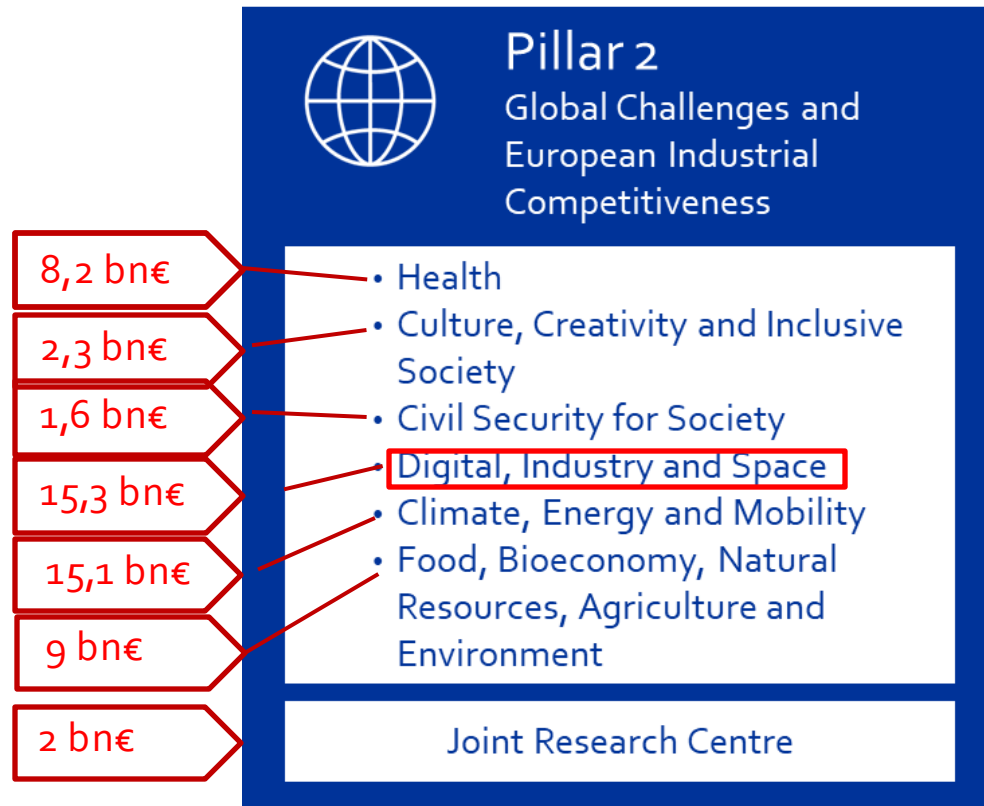 Pillar 2
Global Challenges and
European Industrial
Competitiveness
8,2 bn€
• Health
2,3 bn€
• Culture, Creativity and Inclusive
Society
1,6 bn€
• Civil Security for Society
15,3 bn€
• Digital, Industry and Space
15,1 bn€
• Climate, Energy and Mobility
9 bn€
• Food, Bioeconomy, Natural
Resources, Agriculture and
Environment
2 bn€
Joint Research Centre